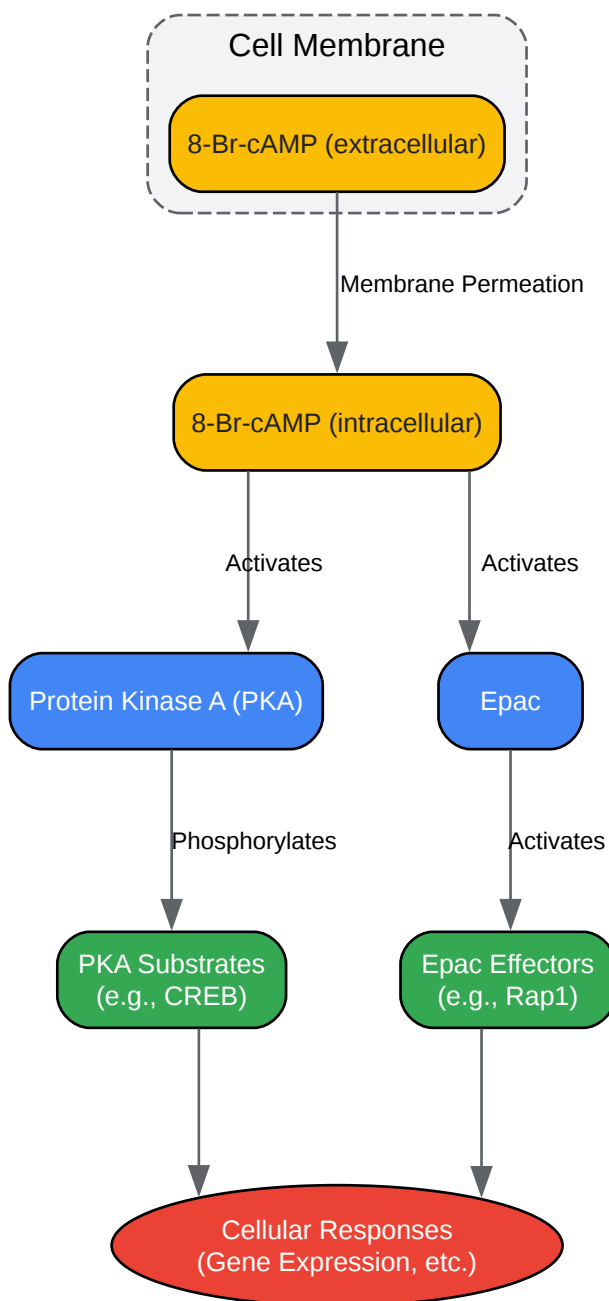 Cell Membrane
8-Br-cAMP (extracellular)
Membrane Permeation
8-Br-cAMP (intracellular)
Activates
Activates
Protein Kinase A (PKA)
Epac
Phosphorylates
Activates
PKA Substrates
(e.g., CREB)
Epac Effectors
(e.g., Rap1)
Cellular Responses
(Gene Expression, etc.)